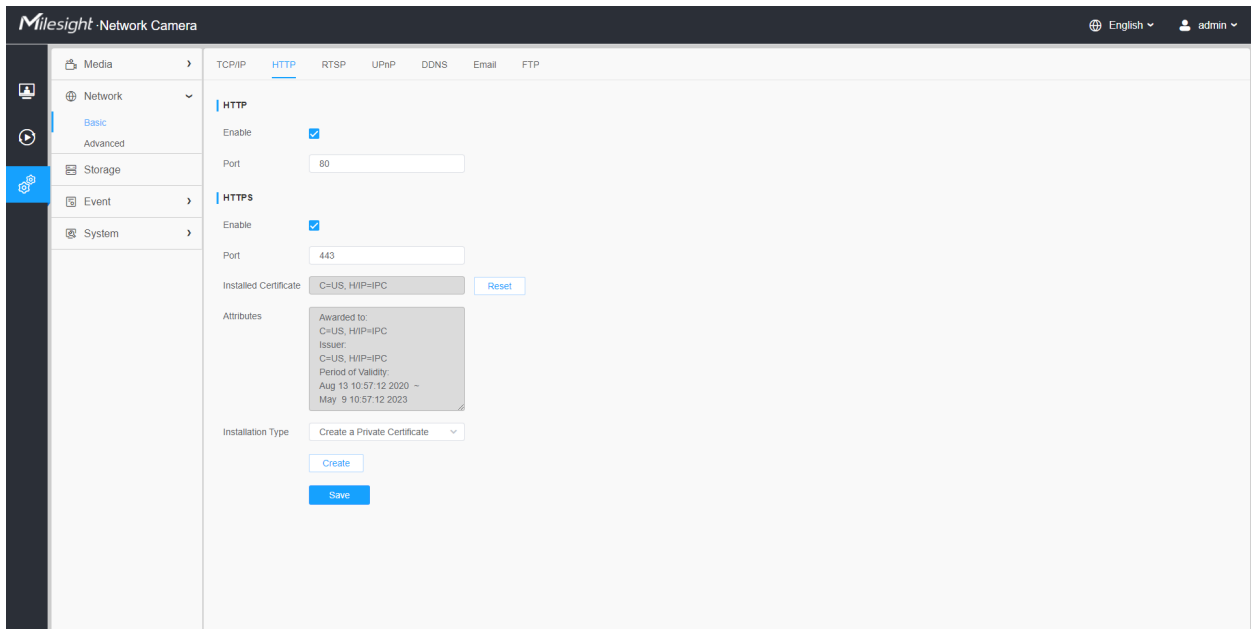 Milesight · Network Camera
English
admin
Media
Network
Basic
Advanced
Storage
Event
System
TCP/IP HTTP RTSP UPnP DDNS Email FTP
HTTP
Enable
Port 80
HTTPS
Enable
Port 443
Installed Certificate C=US, H/IP=IPC Reset
Attributes
Awarded to:
C=US, H/IP=IPC
Issuer:
C=US, H/IP=IPC
Period of Validity:
Aug 13 10:57:12 2020 ~
May 9 10:57:12 2023
Installation Type Create a Private Certificate
Create
Save